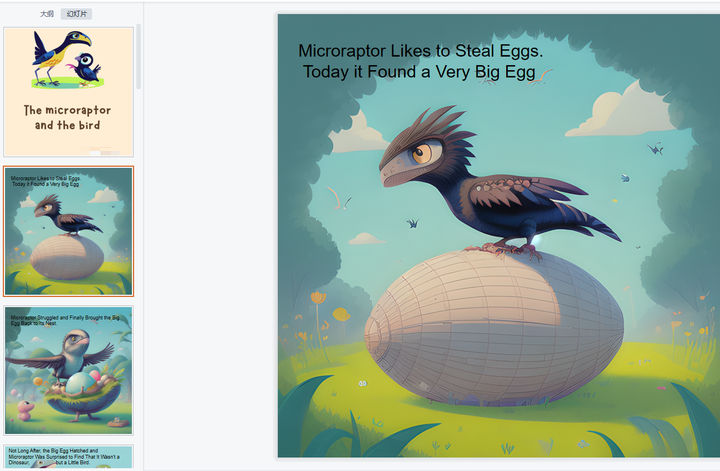 大纲 幻灯片
The microraptor
and the bird
Microraptor Likes to Steal Eggs.
Today it Found a Very Big Egg
Microraptor Struggled and Finally Brought the Big
Egg Back to Its Nest.
Not Long After, the Big Egg Hatched and
Microraptor Was Surprised to Find That It Wasn't a
Dinosaur, but a Little Bird.
Microraptor Likes to Steal Eggs.
Today it Found a Very Big Egg